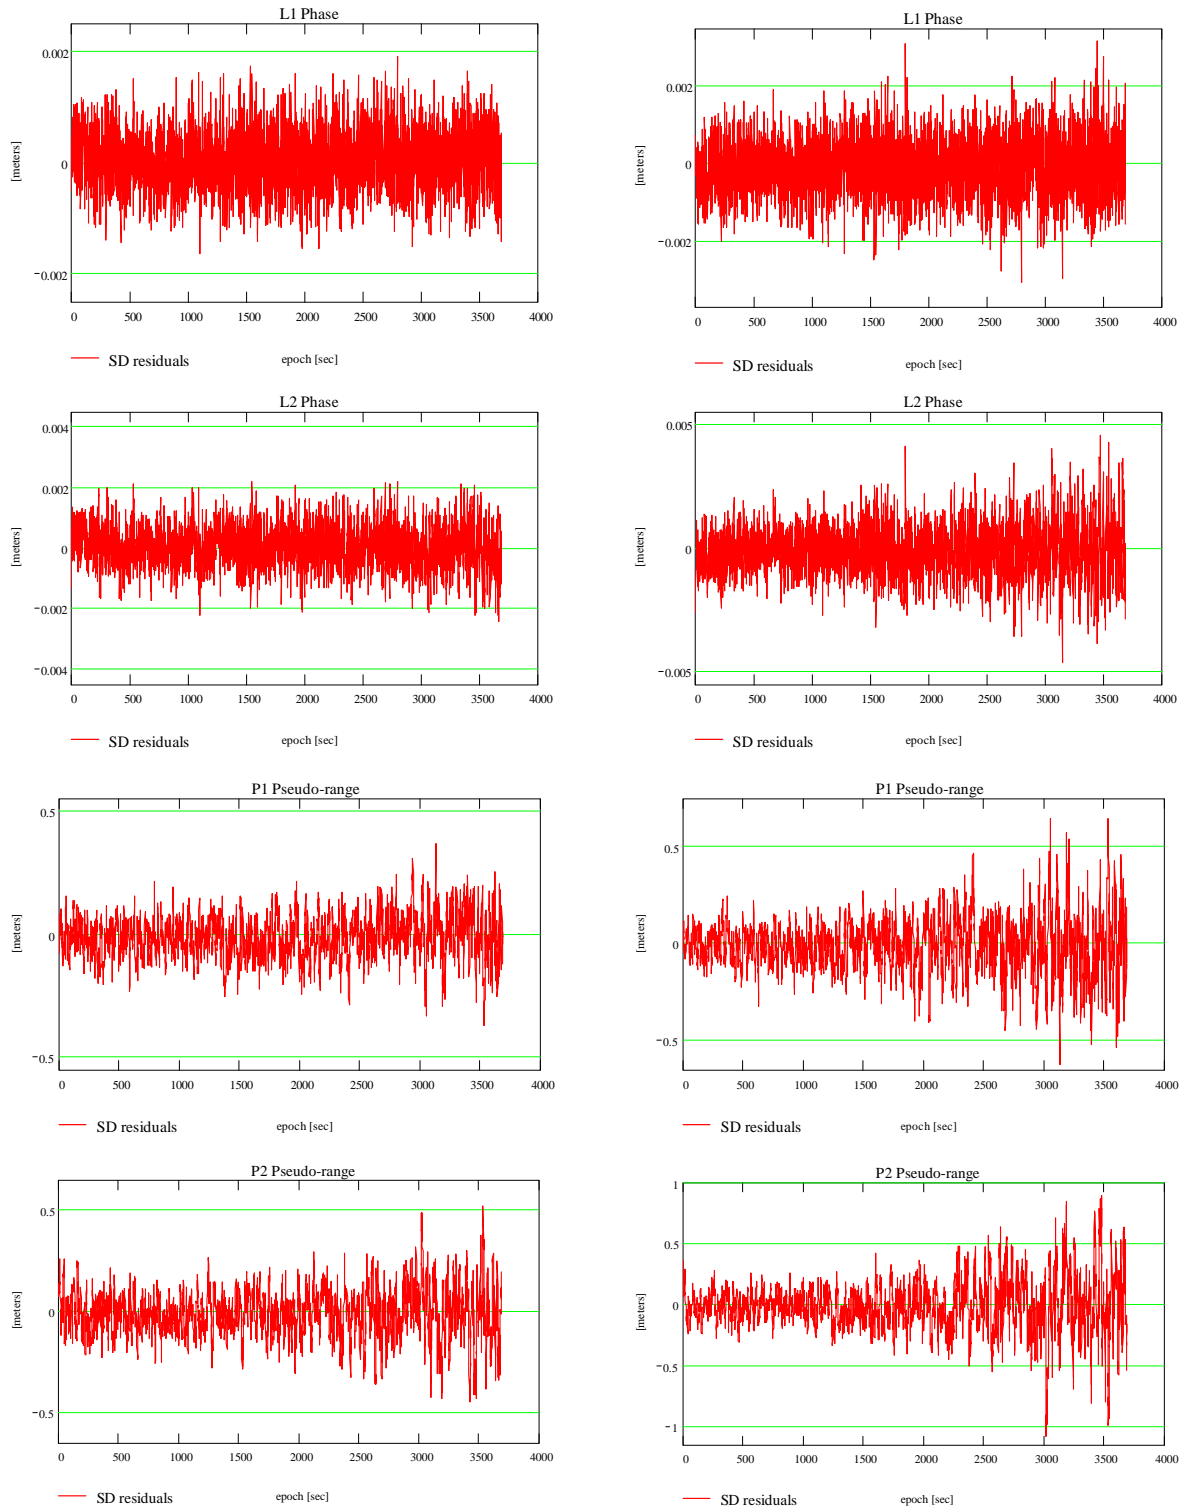 L1 Phase
0.002
0
−0.002
[meters]
0 500 1000 1500 2000 2500 3000 3500 4000
SD residuals epoch [sec]
L1 Phase
0.002
0
−0.002
[meters]
0 500 1000 1500 2000 2500 3000 3500 4000
SD residuals epoch [sec]
L2 Phase
0.004
0.002
0
−0.002
−0.004
[meters]
0 500 1000 1500 2000 2500 3000 3500 4000
SD residuals epoch [sec]
L2 Phase
0.005
0
−0.005
[meters]
0 500 1000 1500 2000 2500 3000 3500 4000
SD residuals epoch [sec]
P1 Pseudo-range
0.5
0
−0.5
[meters]
0 500 1000 1500 2000 2500 3000 3500 4000
SD residuals epoch [sec]
P1 Pseudo-range
0.5
0
−0.5
[meters]
0 500 1000 1500 2000 2500 3000 3500 4000
SD residuals epoch [sec]
P2 Pseudo-range
0.5
0
−0.5
[meters]
0 500 1000 1500 2000 2500 3000 3500 4000
SD residuals epoch [sec]
P2 Pseudo-range
1
0.5
0
−0.5
−1
[meters]
0 500 1000 1500 2000 2500 3000 3500 4000
SD residuals epoch [sec]